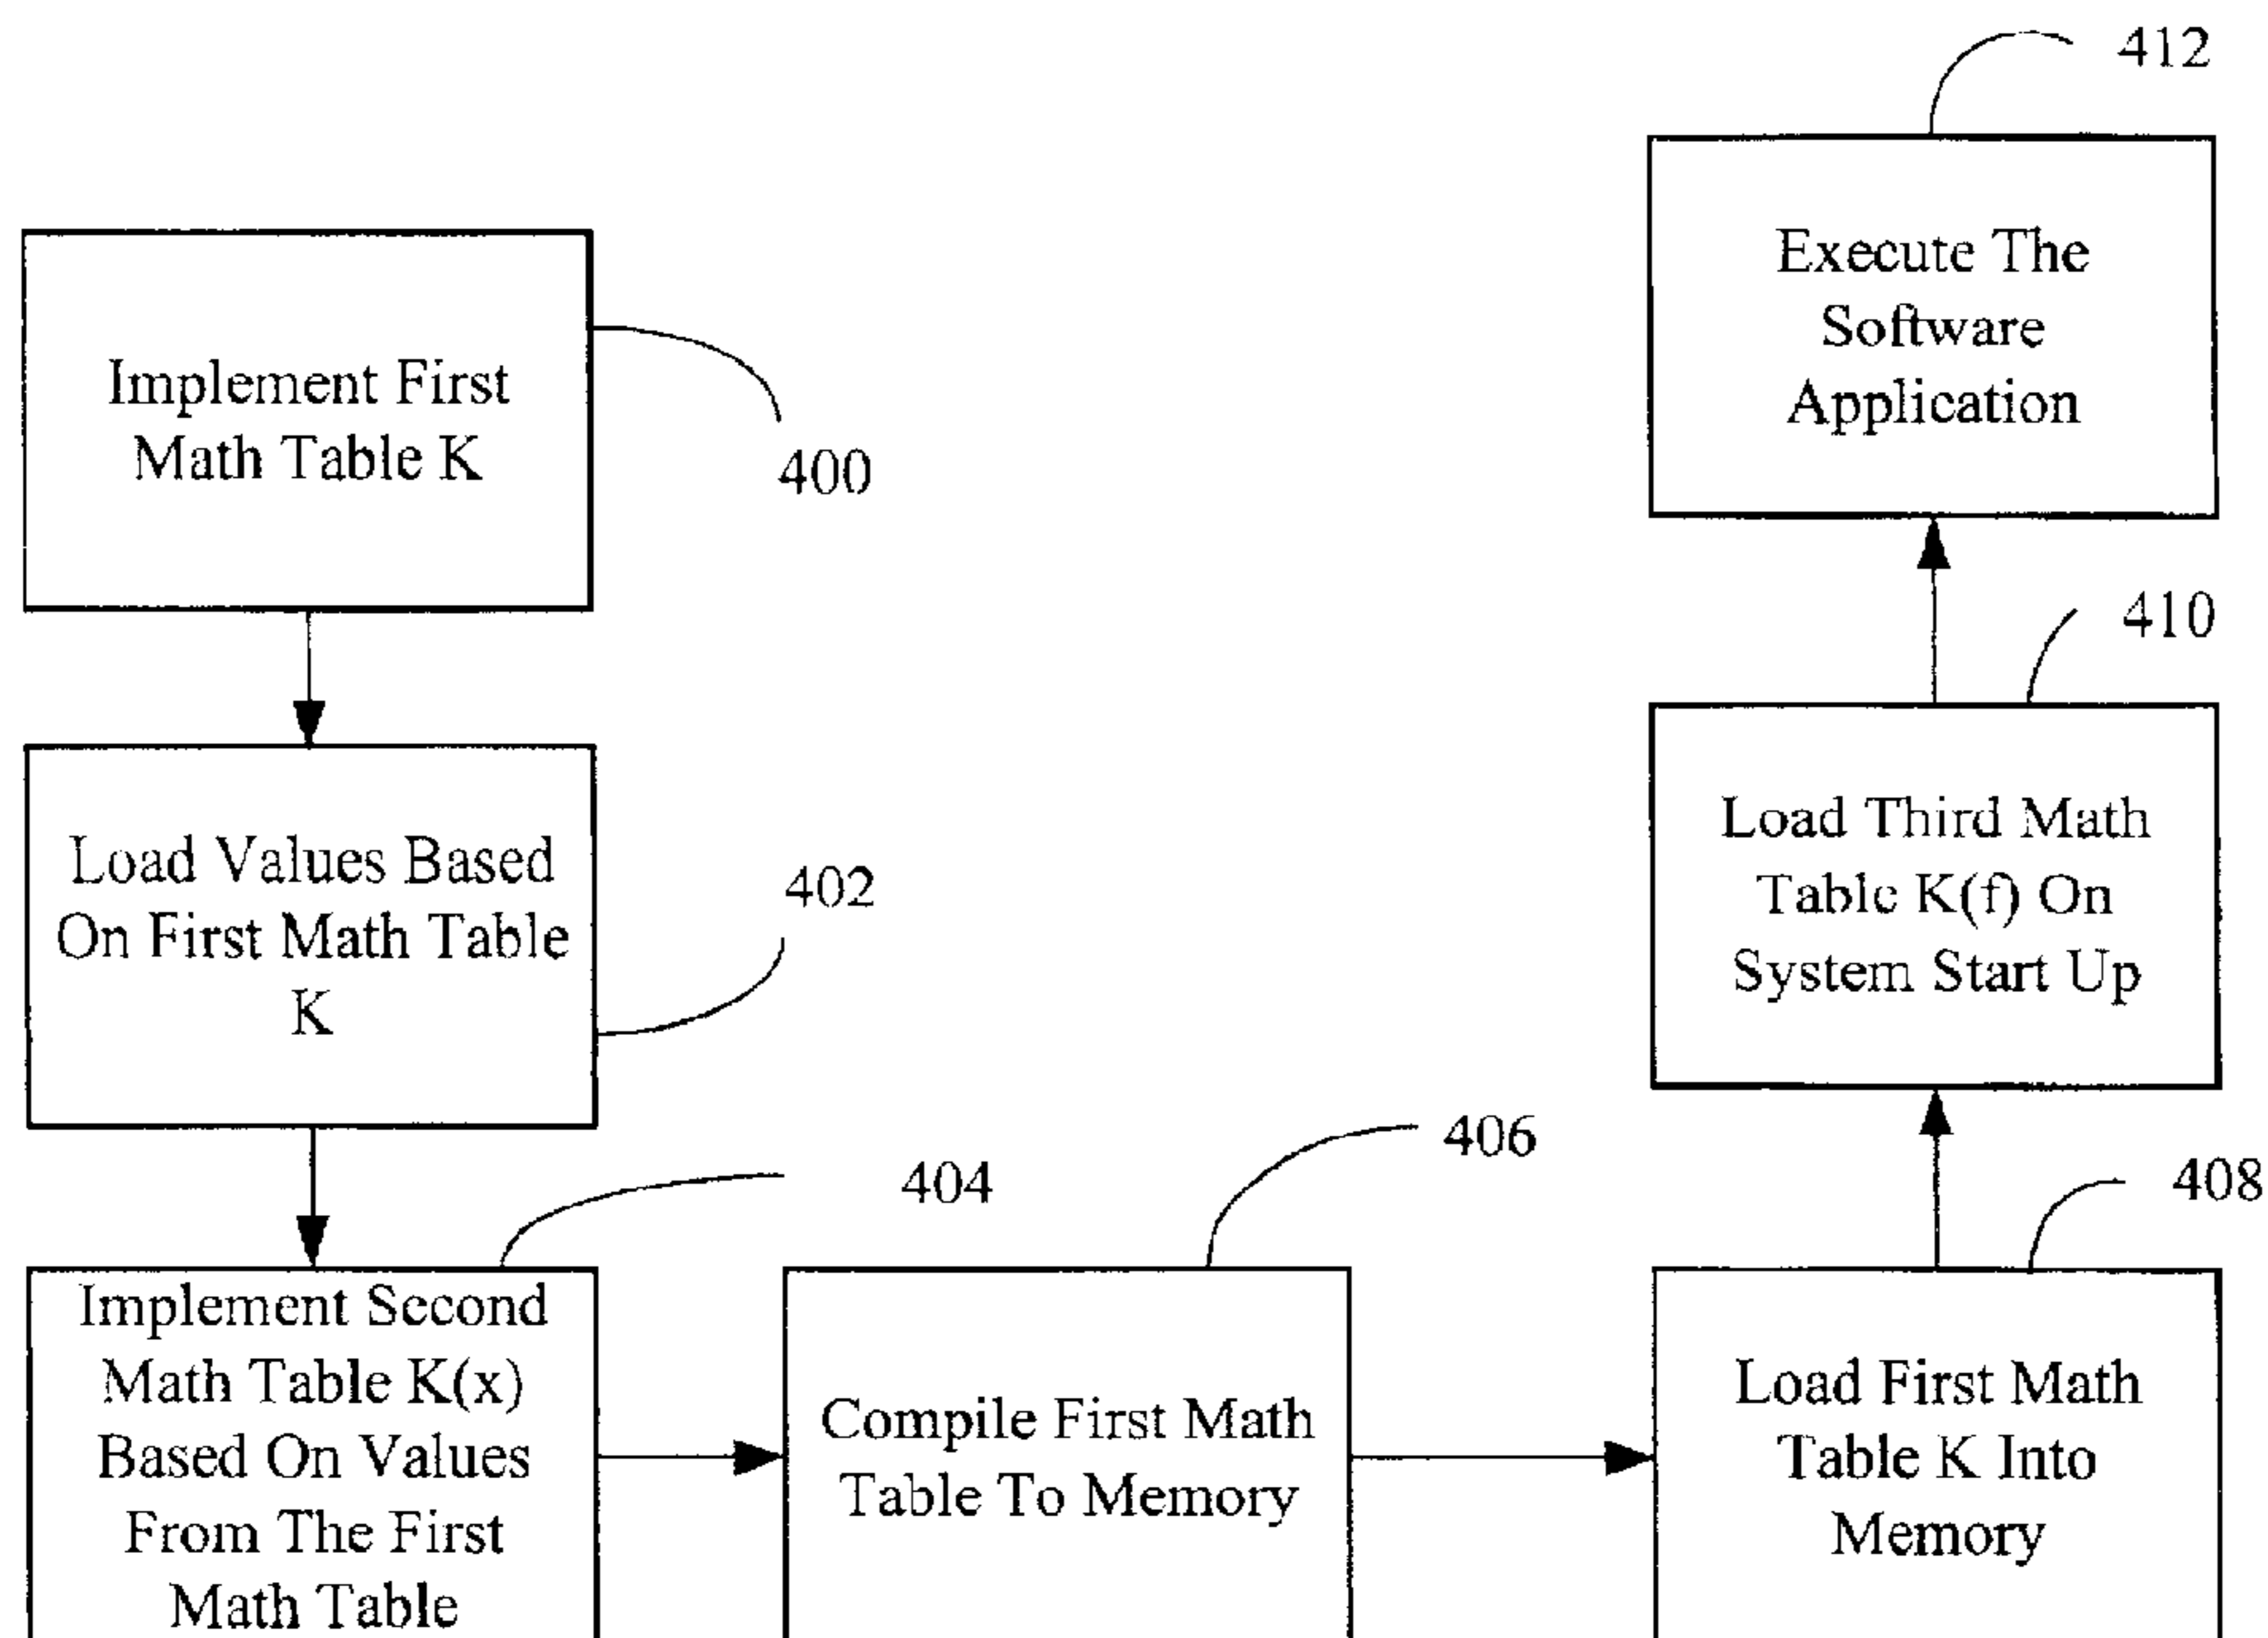 412
Execute The
Software
Application
Implement First
Math Table K
400
410
Load Third Math
Table K(f) On
System Start Up
Load Values Based
On First Math Table
K
402
406
404
408
Implement Second
Math Table K(x)
Based On Values
From The First
Math Table
Compile First Math
Table To Memory
Load First Math
Table K Into
Memory